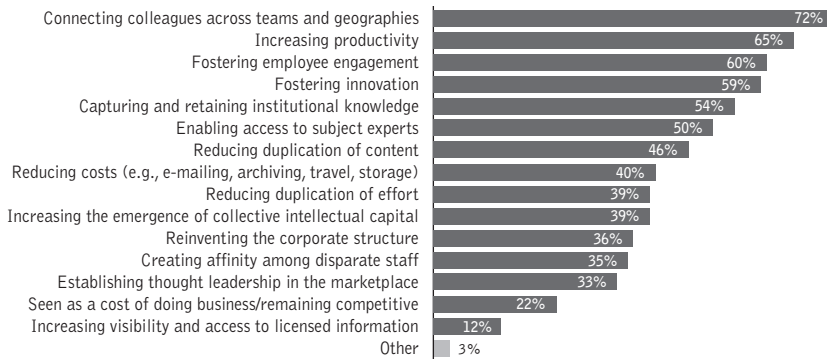 Connecting colleagues across teams and geographies 72%
Increasing productivity 65%
Fostering employee engagement 60%
Fostering innovation 59%
Capturing and retaining institutional knowledge 54%
Enabling access to subject experts 50%
Reducing duplication of content 46%
Reducing costs (e.g., e-mailing, archiving, travel, storage) 40%
Reducing duplication of effort 39%
Increasing the emergence of collective intellectual capital 39%
Reinventing the corporate structure 36%
Creating affinity among disparate staff 35%
Establishing thought leadership in the marketplace 33%
Seen as a cost of doing business/remaining competitive 22%
Increasing visibility and access to licensed information 12%
Other 3%